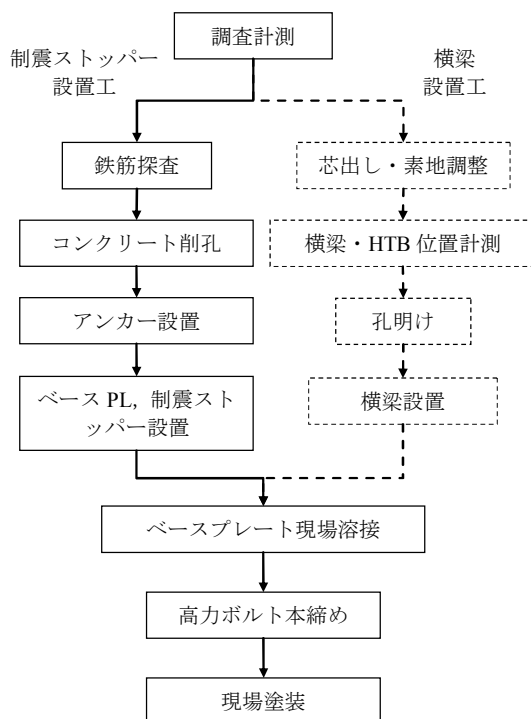 調査計測
制震ストッパー
設置工
横梁
設置工
鉄筋探査
芯出し・素地調整
コンクリート削孔
横梁・HTB 位置計測
アンカー設置
孔明け
ベース PL, 制震スト
ッパー設置
横梁設置
ベースプレート現場溶接
高力ボルト本締め
現場塗装